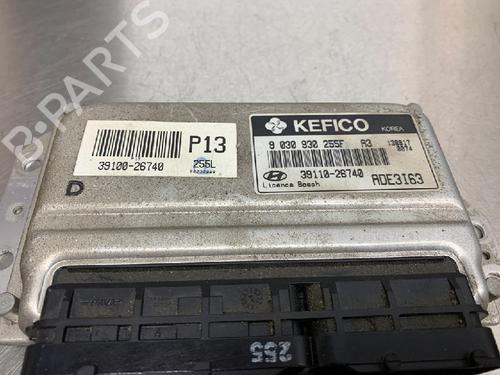 B-PARTS
KEFICO
KOREA
P13
255L
39100-26740
9 030 930 255F A3
39110-26740
Licence Bosch
ADE3163
D
255